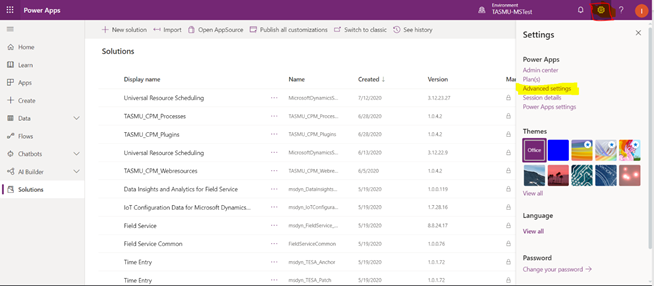 Power Apps
Environment
TASMU-MSTest
?
I
New solution
Import
Open AppSource
Publish all customizations
Switch to classic
See history
Home
Learn
Apps
Create
Data
Flows
Chatbots
AI Builder
Solutions
Solutions
Display name Name Created ↓ Version
Universal Resource Scheduling ... MicrosoftDynamicsS... 7/12/2020 3.12.23.27
TASMU_CPM_Processes ... TASMU_CPM_Proces... 6/28/2020 1.0.4.2
TASMU_CPM_Plugins ... TASMU_CPM_Plugins 6/28/2020 1.0.4.2
Universal Resource Scheduling ... MicrosoftDynamicsS... 6/13/2020 3.12.22.9
TASMU_CPM_Webresources ... TASMU_CPM_Webres... 1.0.4.2
Data Insights and Analytics for Field Service ... msdyn_DataInsights... 5/19/2020 1.0.0.119
IoT Configuration Data for Microsoft Dynamics... ... msdyn_IoTConfigura... 5/19/2020 1.7.28.16
Field Service ... msdyn_FieldService_... 5/19/2020 8.8.24.17
Field Service Common ... FieldServiceCommon 5/19/2020 1.0.0.76
Time Entry ... msdyn_TESA_Anchor 5/19/2020 1.0.1.72
Time Entry ... msdyn_TESA_Patch 5/19/2020 1.0.1.72
Settings
Power Apps
Admin center
Plan(s)
Advanced settings
Session details
Power Apps settings
Themes
Office
View all
Language
View all
Password
Change your password →